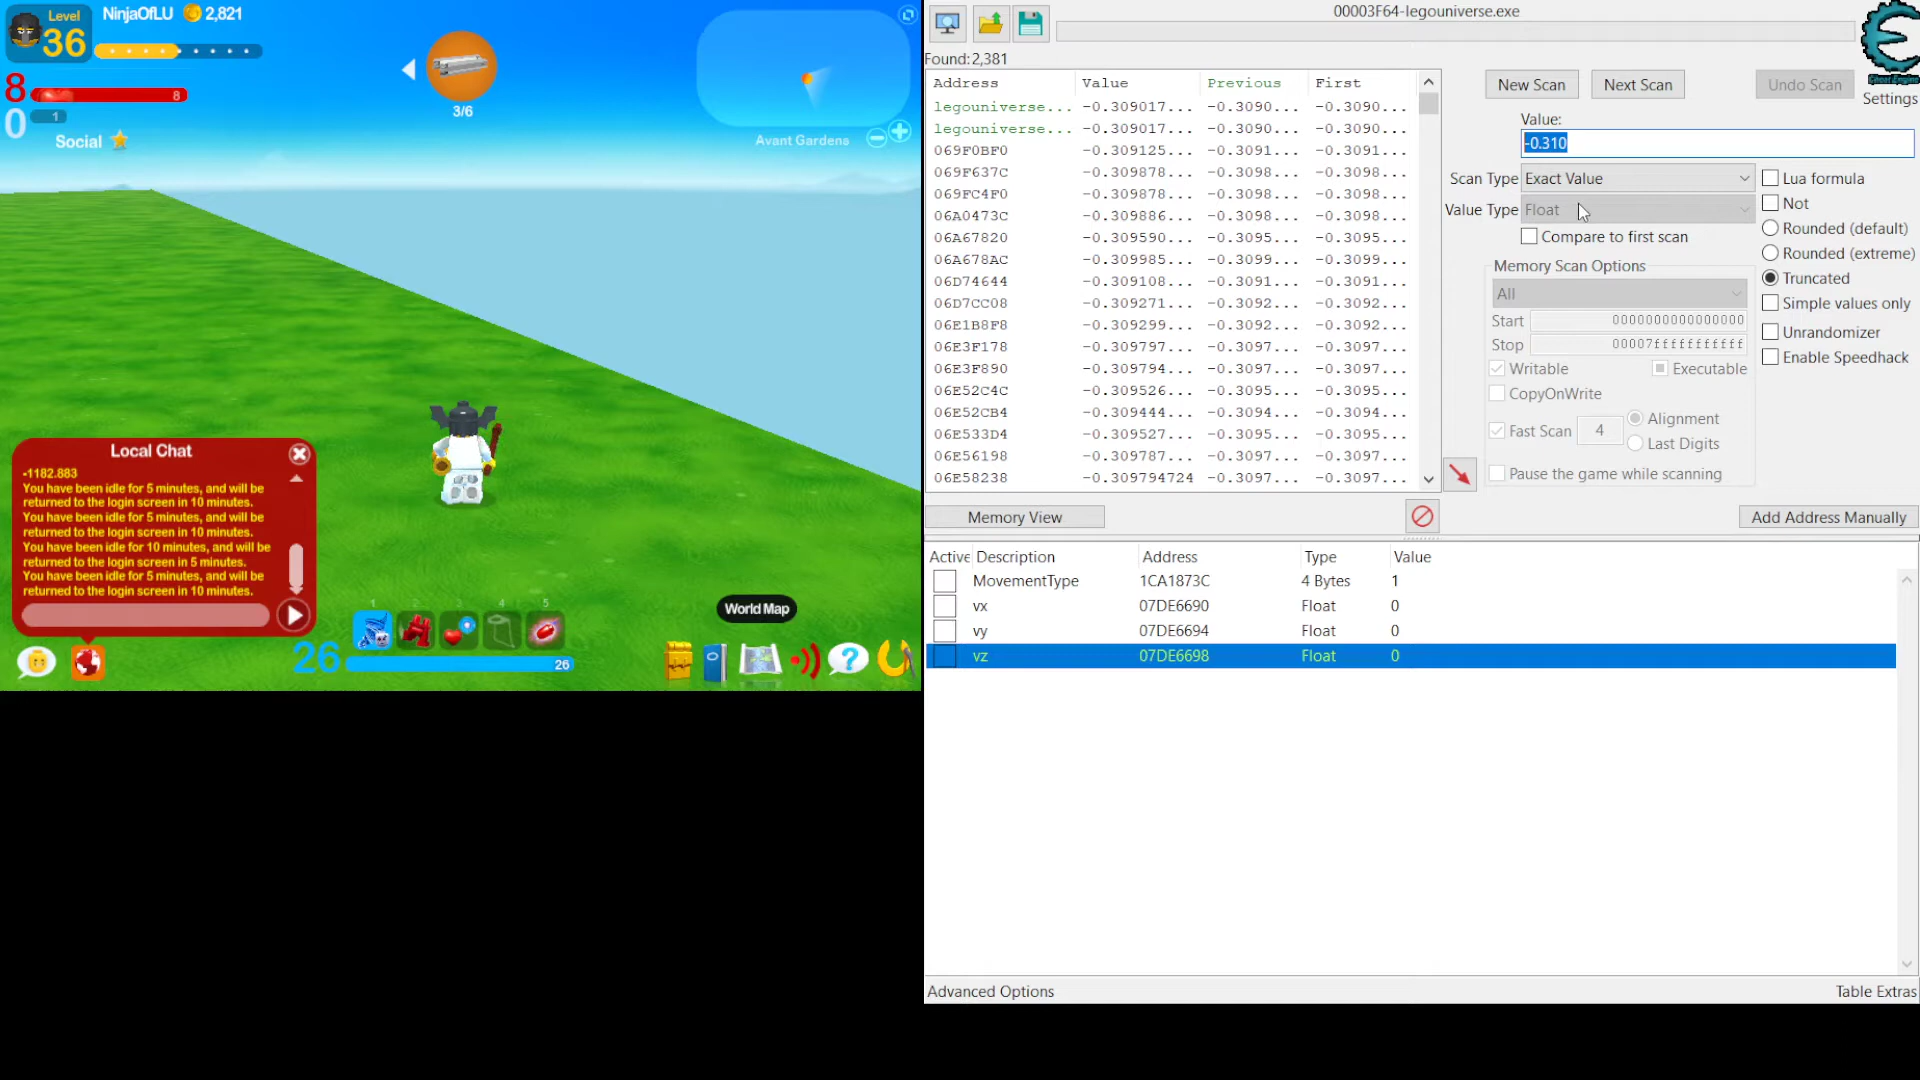 Level
36
NinjaOfLU
2,821
8
8
0
1
Social
3/6
Avant Gardens
Local Chat
-1182.883
You have been idle for 5 minutes, and will be
returned to the login screen in 10 minutes.
You have been idle for 5 minutes, and will be
returned to the login screen in 10 minutes.
You have been idle for 10 minutes, and will be
returned to the login screen in 5 minutes.
You have been idle for 5 minutes, and will be
returned to the login screen in 10 minutes.
1 2 3 4 5
26
26
World Map
00003F64-legouniverse.exe
Found:2,381
Address Value Previous First
legouniverse... -0.309017... -0.3090... -0.3090...
legouniverse... -0.309017... -0.3090... -0.3090...
069F0BF0 -0.309125... -0.3091... -0.3091...
069F637C -0.309878... -0.3098... -0.3098...
069FC4F0 -0.309878... -0.3098... -0.3098...
06A0473C -0.309886... -0.3098... -0.3098...
06A67820 -0.309590... -0.3095... -0.3095...
06A678AC -0.309985... -0.3099... -0.3099...
06D74644 -0.309108... -0.3091... -0.3091...
06D7CC08 -0.309271... -0.3092... -0.3092...
06E1B8F8 -0.309299... -0.3092... -0.3092...
06E3F178 -0.309797... -0.3097... -0.3097...
06E3F890 -0.309794... -0.3097... -0.3097...
06E52C4C -0.309526... -0.3095... -0.3095...
06E52CB4 -0.309444... -0.3094... -0.3094...
06E533D4 -0.309527... -0.3095... -0.3095...
06E56198 -0.309787... -0.3097... -0.3097...
06E58238 -0.309794724 -0.3097... -0.3097...
New Scan Next Scan Undo Scan
Cheat Engine
Settings
Value:
-0.310
Scan Type Exact Value
Value Type Float
Compare to first scan
Lua formula
Not
Rounded (default)
Rounded (extreme)
Truncated
Simple values only
Unrandomizer
Enable Speedhack
Memory Scan Options
All
Start 0000000000000000
Stop 00007fffffffffff
Writable Executable
CopyOnWrite
Fast Scan 4 Alignment
Last Digits
Pause the game while scanning
Memory View
Add Address Manually
Active Description Address Type Value
MovementType 1CA1873C 4 Bytes 1
vx 07DE6690 Float 0
vy 07DE6694 Float 0
vz 07DE6698 Float 0
Advanced Options
Table Extras